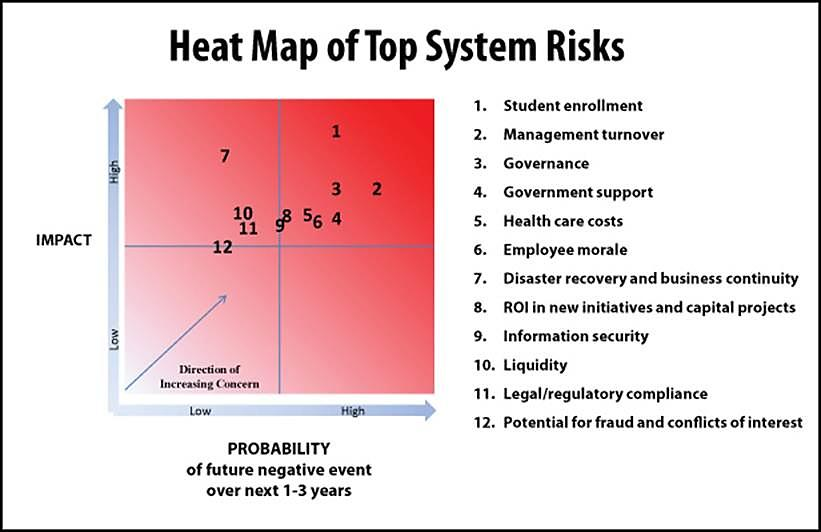 Heat Map of Top System Risks
IMPACT
High
Low
1
7
3 2
10 8 5 6 4
11 9
12
Direction of
Increasing Concern
Low High
PROBABILITY
of future negative event
over next 1-3 years
1. Student enrollment
2. Management turnover
3. Governance
4. Government support
5. Health care costs
6. Employee morale
7. Disaster recovery and business continuity
8. ROI in new initiatives and capital projects
9. Information security
10. Liquidity
11. Legal/regulatory compliance
12. Potential for fraud and conflicts of interest